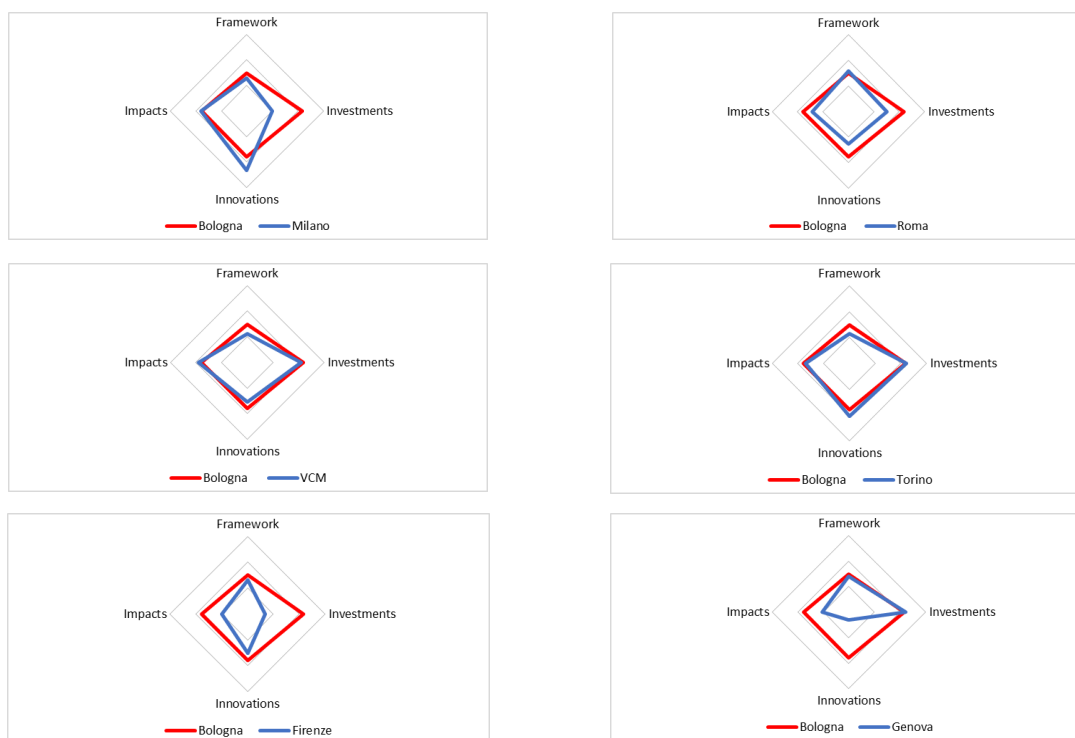 Framework
Impacts
Investments
Innovations
Bologna Milano
Framework
Impacts
Investments
Innovations
Bologna Roma
Framework
Impacts
Investments
Innovations
Bologna VCM
Framework
Impacts
Investments
Innovations
Bologna Torino
Framework
Impacts
Investments
Innovations
Bologna Firenze
Framework
Impacts
Investments
Innovations
Bologna Genova